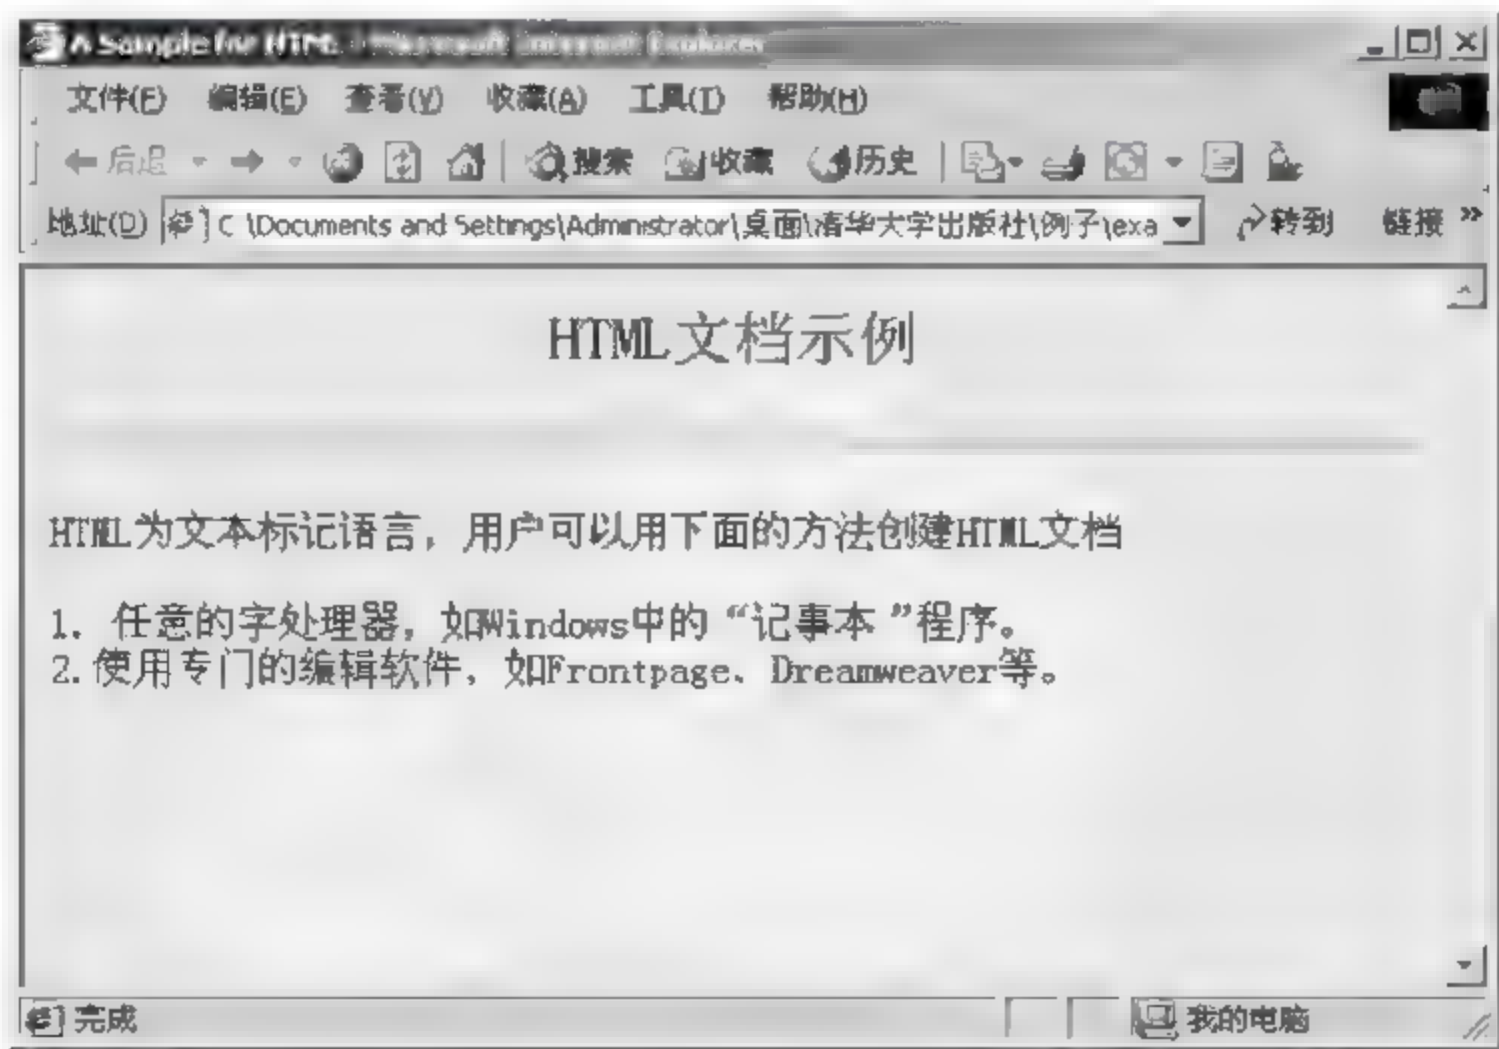 A Sample for HTML - Microsoft Internet Explorer
文件(F) 编辑(E) 查看(V) 收藏(A) 工具(T) 帮助(H)
后退 搜索 收藏 历史
地址(D) C \Documents and Settings\Administrator\桌面\清华大学出版社\例子\exa 转到 链接 »
HTML文档示例
HTML为文本标记语言，用户可以用下面的方法创建HTML文档
1. 任意的字处理器，如Windows中的“记事本”程序。
2. 使用专门的编辑软件，如Frontpage、Dreamweaver等。
完成 我的电脑